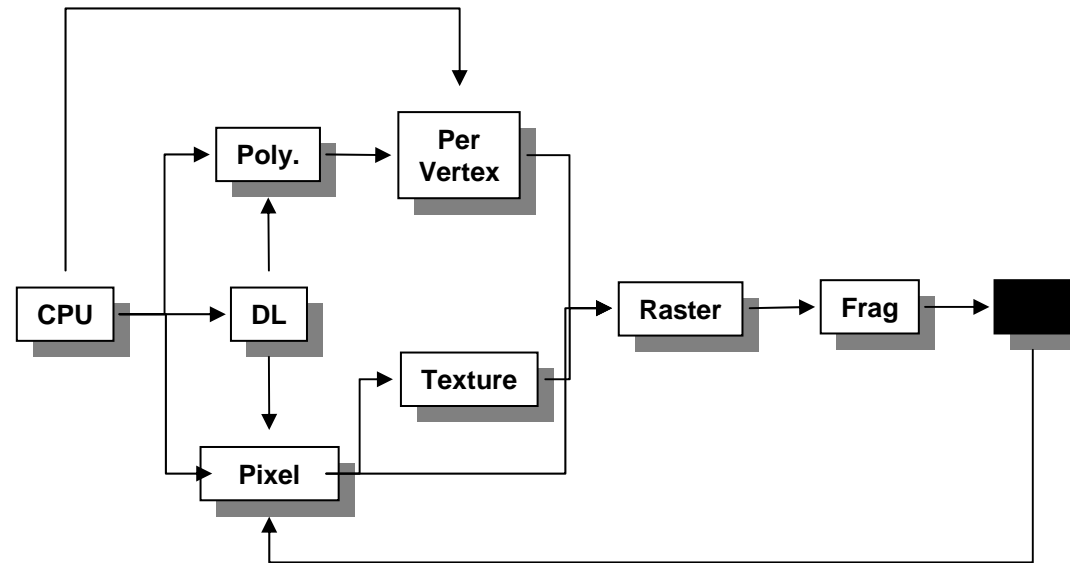 Poly.
Per
Vertex
CPU
DL
Raster
Frag
Texture
Pixel